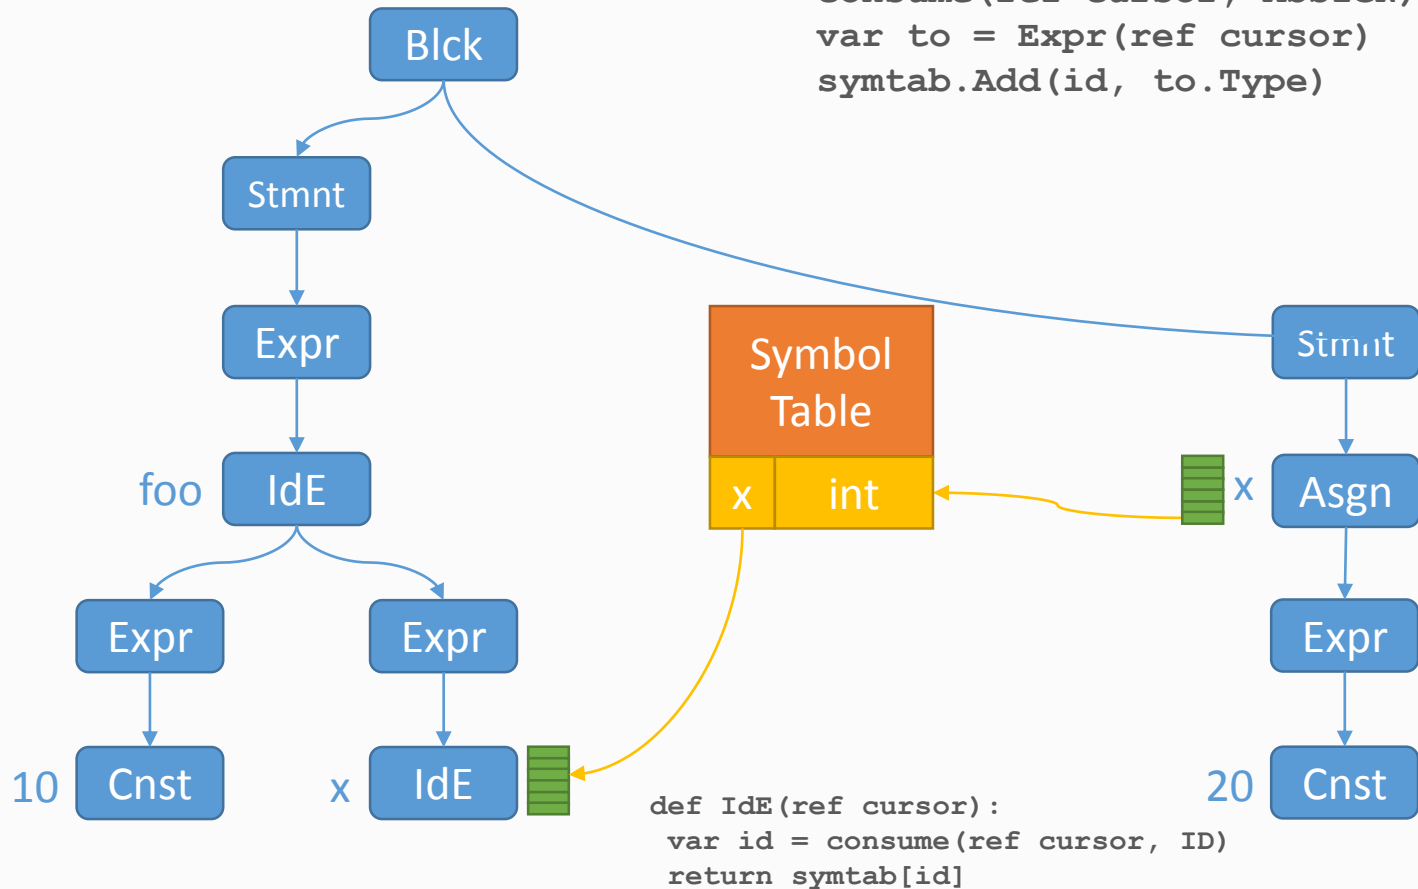 var to = Expr(ref cursor)
symtab.Add(id, to.Type)
Blck
Stmnt
Expr
Symbol
Table
Stmnt
foo
IdE
x
int
x
Asgn
Expr
Expr
Expr
10
Cnst
x
IdE
20
Cnst
def IdE(ref cursor):
var id = consume(ref cursor, ID)
return symtab[id]